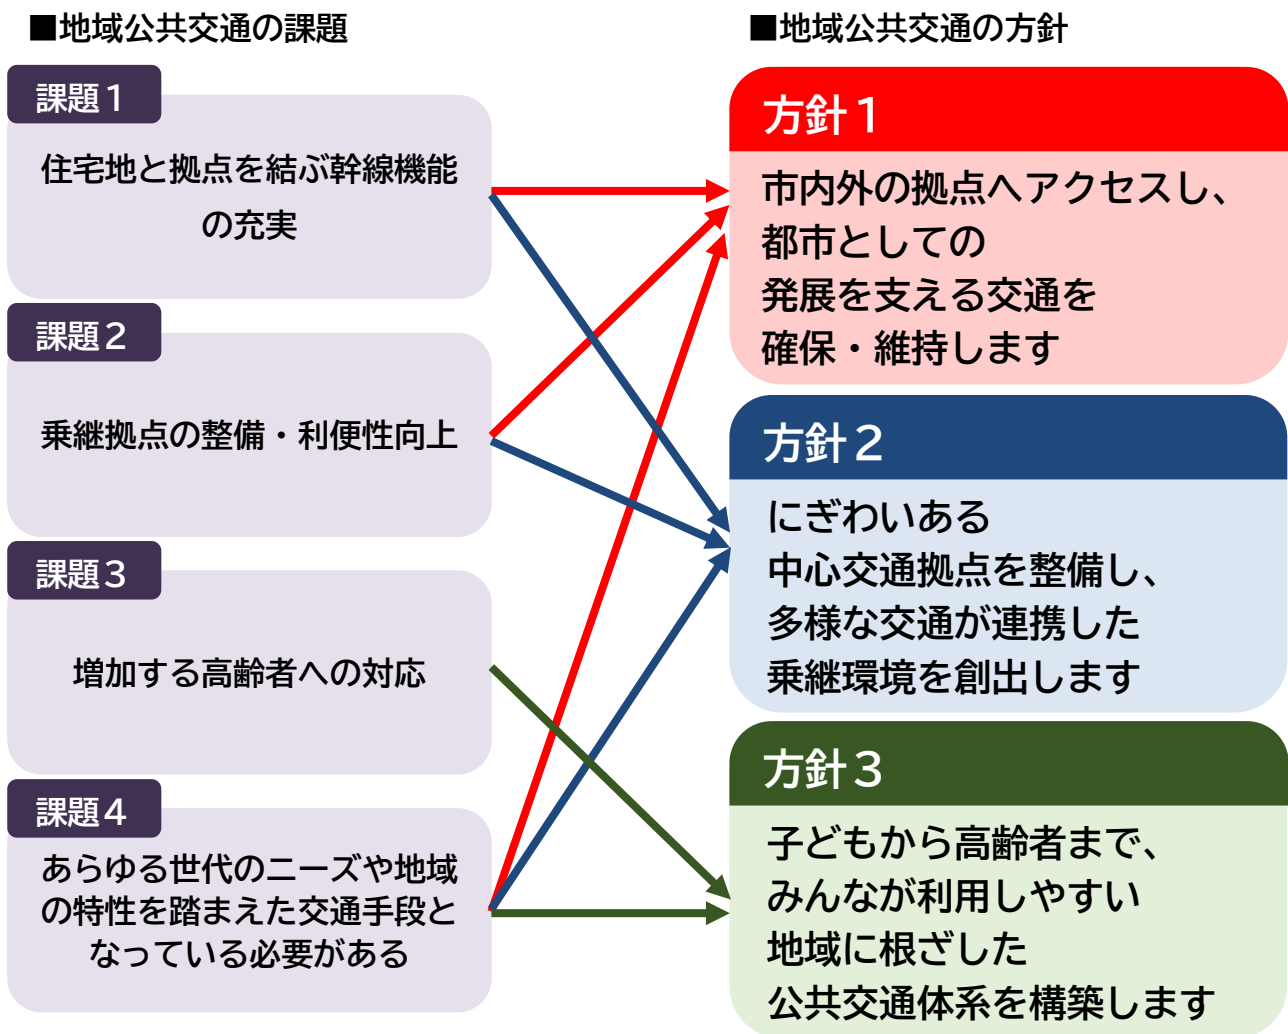 ■地域公共交通の課題
課題1
住宅地と拠点を結ぶ幹線機能
の充実
課題2
乗継拠点の整備・利便性向上
課題3
増加する高齢者への対応
課題4
あらゆる世代のニーズや地域
の特性を踏まえた交通手段と
なっている必要がある
■地域公共交通の方針
方針1
市内外の拠点へアクセスし、
都市としての
発展を支える交通を
確保・維持します
方針2
にぎわいある
中心交通拠点を整備し、
多様な交通が連携した
乗継環境を創出します
方針3
子どもから高齢者まで、
みんなが利用しやすい
地域に根ざした
公共交通体系を構築します